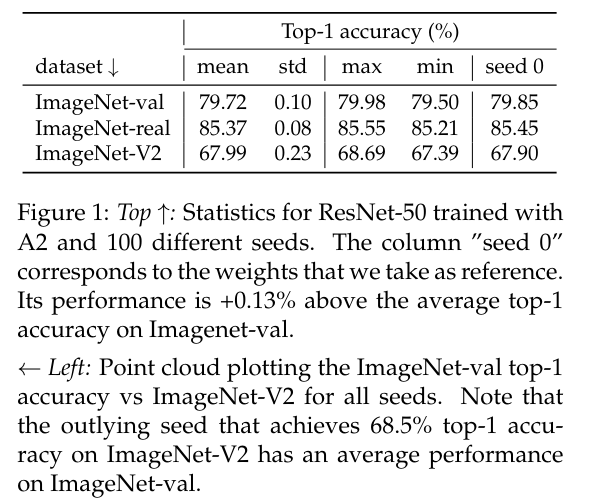 Top-1 accuracy (%)
dataset ↓ mean std max min seed 0
ImageNet-val 79.72 0.10 79.98 79.50 79.85
ImageNet-real 85.37 0.08 85.55 85.21 85.45
ImageNet-V2 67.99 0.23 68.69 67.39 67.90
Figure 1: Top ↑: Statistics for ResNet-50 trained with
A2 and 100 different seeds. The column ”seed 0”
corresponds to the weights that we take as reference.
Its performance is +0.13% above the average top-1
accuracy on Imagenet-val.
← Left: Point cloud plotting the ImageNet-val top-1
accuracy vs ImageNet-V2 for all seeds. Note that
the outlying seed that achieves 68.5% top-1 accu-
racy on ImageNet-V2 has an average performance
on ImageNet-val.